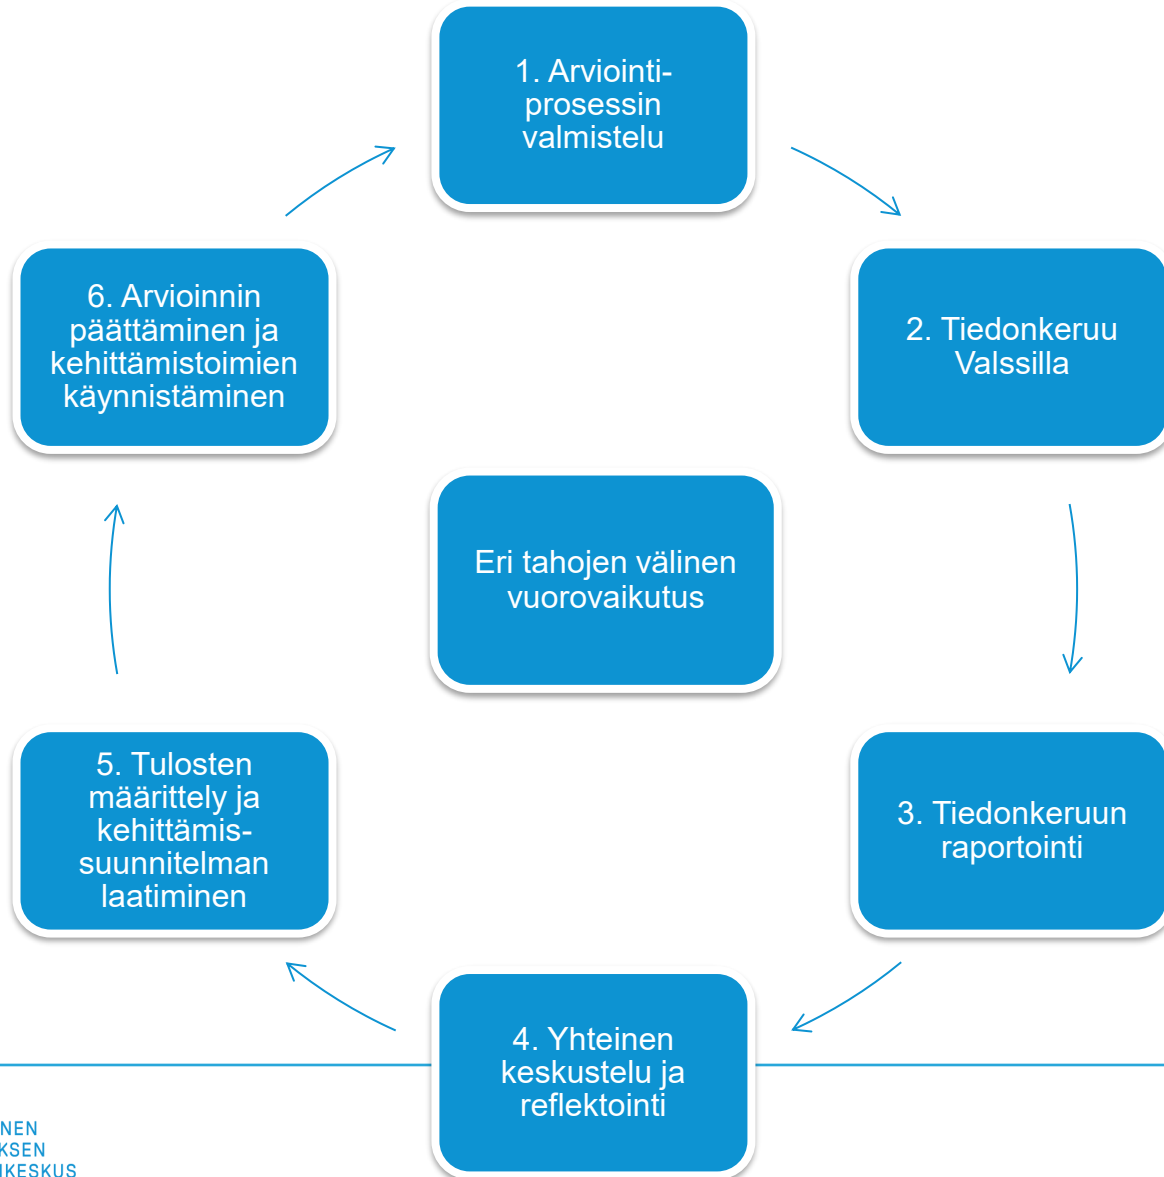 1. Arviointi-
prosessin
valmistelu
2. Tiedonkeruu
Valssilla
3. Tiedonkeruun
raportointi
4. Yhteinen
keskustelu ja
reflektointi
5. Tulosten
määrittely ja
kehittämis-
suunnitelman
laatiminen
6. Arvioinnin
päättäminen ja
kehittämistoimien
käynnistäminen
Eri tahojen välinen
vuorovaikutus
NEN
KSEN
IKESKUS